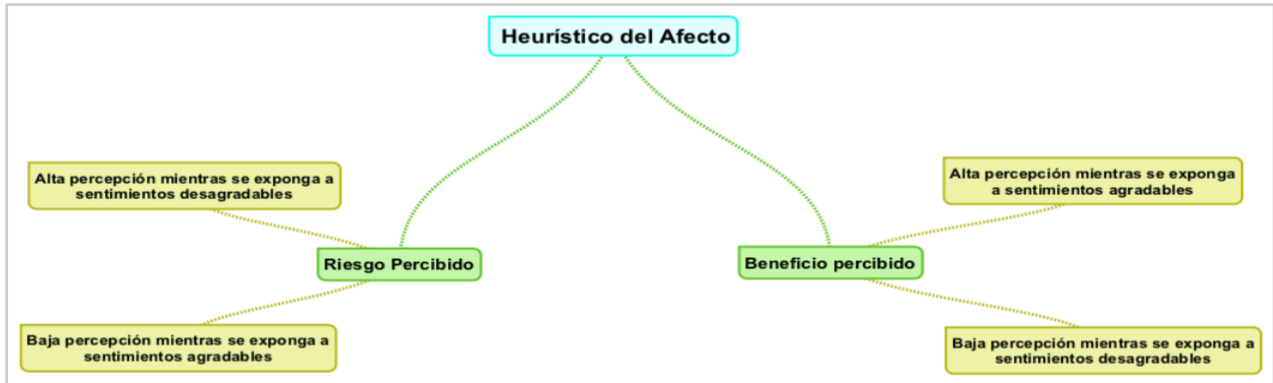 Heurístico del Afecto
Alta percepción mientras se exponga a
sentimientos desagradables
Riesgo Percibido
Baja percepción mientras se exponga a
sentimientos agradables
Alta percepción mientras se exponga
a sentimientos agradables
Beneficio percibido
Baja percepción mientras se exponga a
sentimientos desagradables